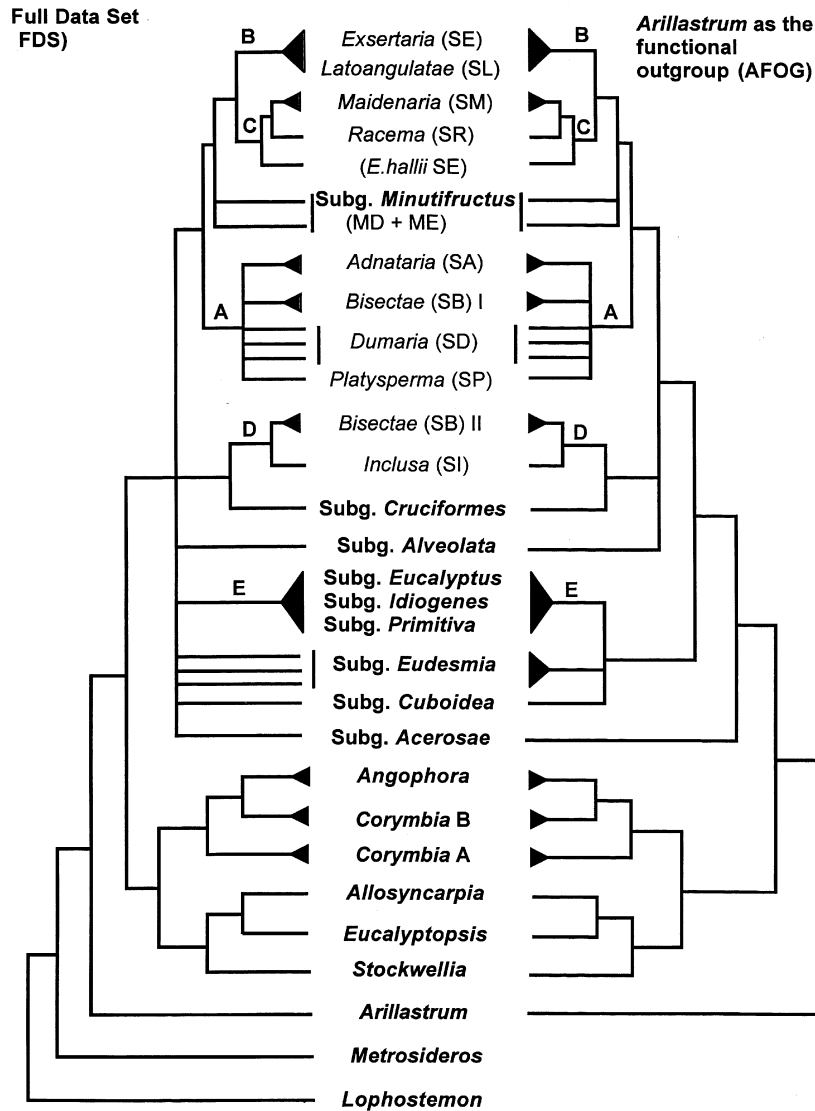 Full Data Set
FDS)
Arillastrum as the
functional
outgroup (AFOG)
B
Exsertaria (SE)
B
Latoangulatae (SL)
Maidenaria (SM)
C
Racema (SR)
C
(E.hallii SE)
Subg. Minutifructus
(MD + ME)
Adnataria (SA)
Bisectae (SB) I
A
A
Dumaria (SD)
Platysperma (SP)
D
Bisectae (SB) II
D
Inclusa (SI)
Subg. Cruciformes
Subg. Alveolata
Subg. Eucalyptus
E
Subg. Idiogenes
E
Subg. Primitiva
Subg. Eudesmia
Subg. Cuboidea
Subg. Acerosae
Angophora
Corymbia B
Corymbia A
Allosyncarpia
Eucalyptopsis
Stockwellia
Arillastrum
Metrosideros
Lophostemon